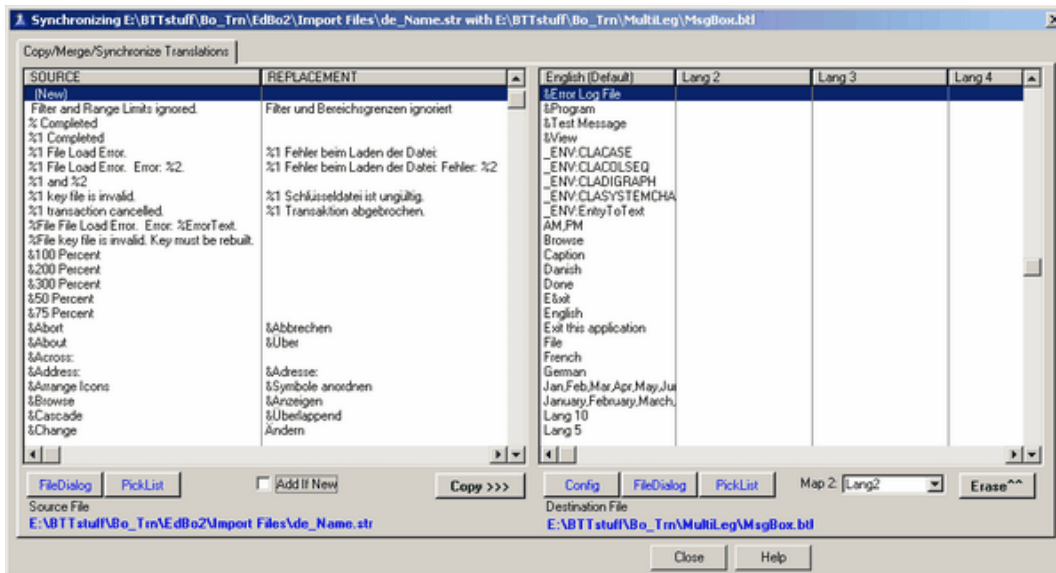 Synchronizing E:\BTTstuff\Bo_Trn\EdBo2\Import Files\de_Name.str with E:\BTTstuff\Bo_Trn\MultiLeg\MsgBox.btl
Copy/Merge/Synchronize Translations
SOURCE REPLACEMENT
(New)
Filter and Range Limits ignored. Filter und Bereichsgrenzen ignoriert
% Completed
%1 Completed
%1 File Load Error. %1 Fehler beim Laden der Datei:
%1 File Load Error. Error: %2. %1 Fehler beim Laden der Datei: Fehler: %2
%1 and %2
%1 key file is invalid. %1 Schlüsseldatei ist ungültig.
%1 transaction cancelled. %1 Transaktion abgebrochen.
%File File Load Error. Error: %ErrorText.
%File key file is invalid. Key must be rebuilt.
&100 Percent
&200 Percent
&300 Percent
&50 Percent
&75 Percent
&Abort &Abbrechen
&About &Über
&Across:
&Address: &Adresse:
&Arrange Icons &Symbole anordnen
&Browse &Anzeigen
&Cascade &Überlappend
&Change Ändern
English (Default) Lang 2 Lang 3 Lang 4
&Error Log File
&Program
&Test Message
&View
_ENV:CLACASE
_ENV:CLACOLSEQ
_ENV:CLADIGRAPH
_ENV:CLASYSTEMCHA
_ENV:EntryToText
AM,PM
Browse
Caption
Danish
Done
E&xit
English
Exit this application
File
French
German
Jan,Feb,Mar,Apr,May,Jun
January,February,March,
Lang 10
Lang 5
FileDialog PickList Add If New Copy >>>
Source File
E:\BTTstuff\Bo_Trn\EdBo2\Import Files\de_Name.str
Config FileDialog PickList Map 2: Lang2 Erase^^
Destination File
E:\BTTstuff\Bo_Trn\MultiLeg\MsgBox.btl
Close Help